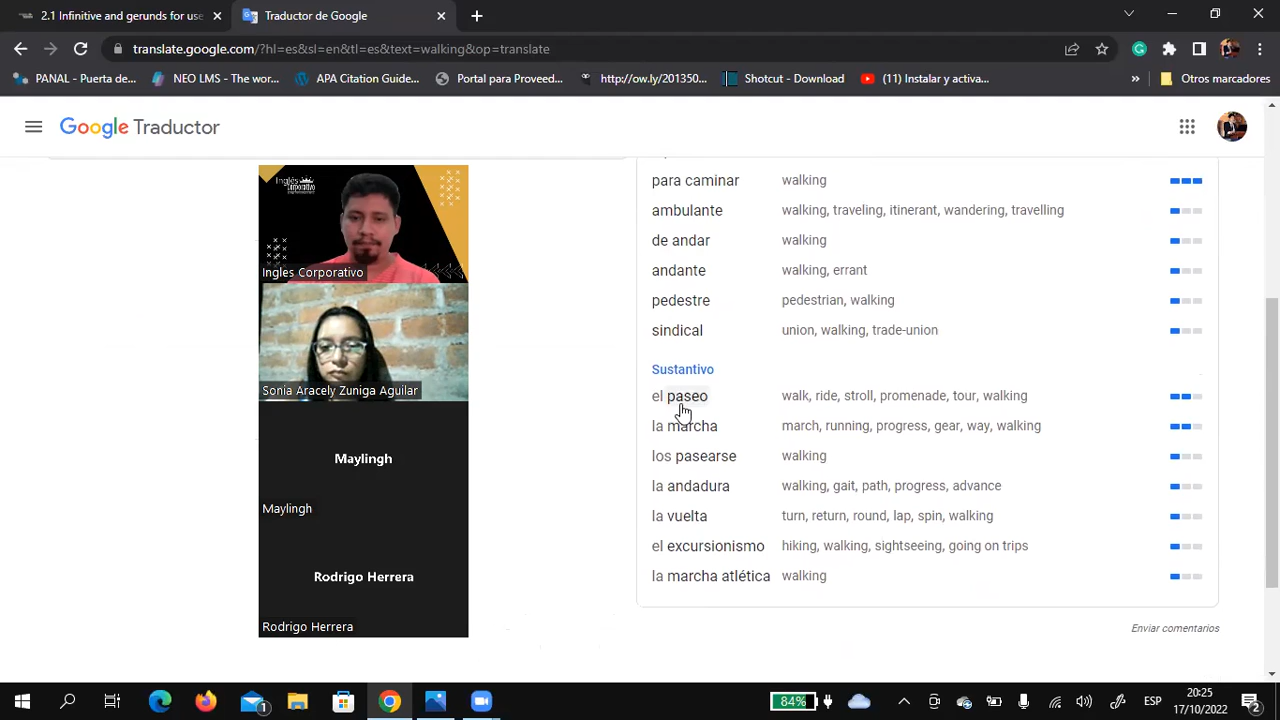 2.1 Infinitive and gerunds for use
Traductor de Google
translate.google.com/?hl=es&sl=en&tl=es&text=walking&op=translate
PANAL - Puerta de...
NEO LMS - The wor...
APA Citation Guide...
Portal para Proveed...
http://ow.ly/201350...
Shotcut - Download
(11) Instalar y activa...
»
Otros marcadores
Google Traductor
para caminar walking
ambulante walking, traveling, itinerant, wandering, travelling
de andar walking
andante walking, errant
pedestre pedestrian, walking
sindical union, walking, trade-union
Sustantivo
el paseo walk, ride, stroll, promenade, tour, walking
la marcha march, running, progress, gear, way, walking
los pasearse walking
la andadura walking, gait, path, progress, advance
la vuelta turn, return, round, lap, spin, walking
el excursionismo hiking, walking, sightseeing, going on trips
la marcha atlética walking
Enviar comentarios
Inglés
Corporativo
Ingles Corporativo
Sonia Aracely Zuniga Aguilar
Maylingh
Maylingh
Rodrigo Herrera
Rodrigo Herrera
1
84%
ESP
20:25
17/10/2022
2